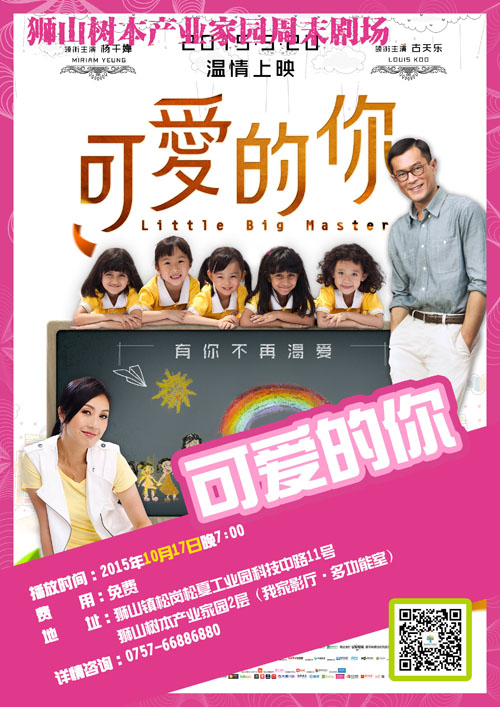 狮山树本产业家园周末剧场
领衔主演 杨千嬅
MIRIAM YEUNG
领衔主演 古天乐
LOUIS KOO
温情上映
可愛的你
Little Big Master
有你不再渴爱
可爱的你
播放时间：2015年10月17日晚7:00
费 用：免费
地 址：狮山镇松岗松夏工业园科技中路11号
狮山树本产业家园2层（我家影厅·多功能室）
详情咨询：0757-66886880